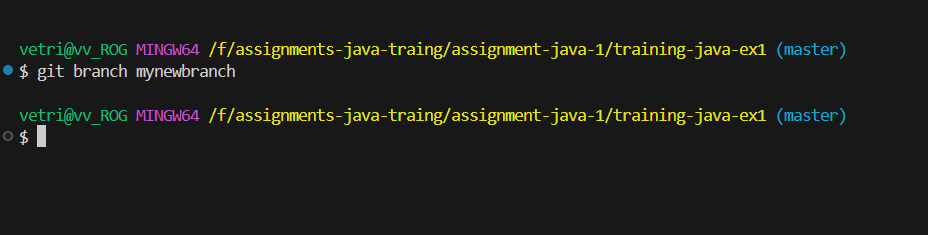 vetri@vv_ROG MINGW64 /f/assignments-java-traing/assignment-java-1/training-java-ex1 (master)
$ git branch mynewbranch
vetri@vv_ROG MINGW64 /f/assignments-java-traing/assignment-java-1/training-java-ex1 (master)
$